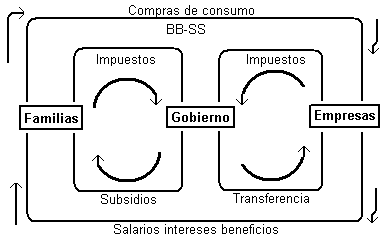 Compras de consumo
BB-SS
Impuestos
Impuestos
Familias
Gobierno
Empresas
Subsidios
Transferencia
Salarios intereses beneficios